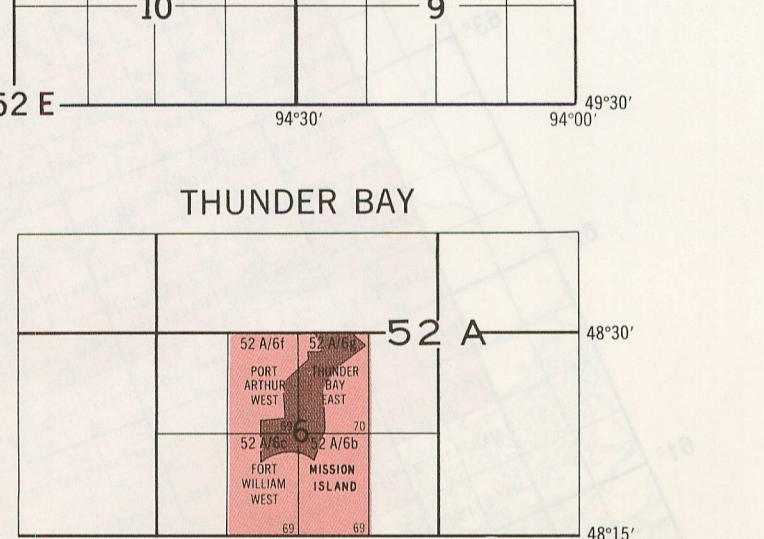 10
9
52 E
49°30′
94°30′
94°00′
THUNDER BAY
52 A
48°30′
52 A/6f
52 A/6g
PORT
ARTHUR
WEST
THUNDER
BAY
EAST
69
70
6
52 A/6c
52 A/6b
FORT
WILLIAM
WEST
MISSION
ISLAND
69
69
48°15′